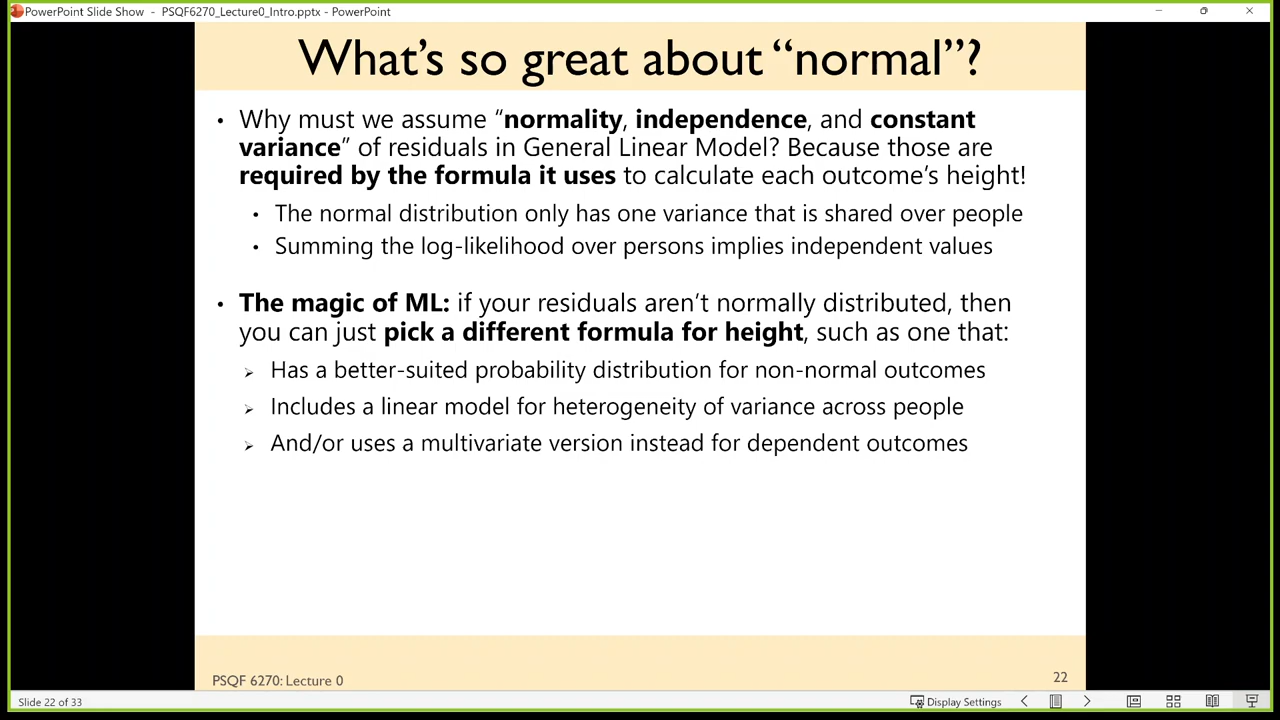 PowerPoint Slide Show - PSQF6270_Lecture0_Intro.pptx - PowerPoint
What's so great about “normal”?
• Why must we assume “normality, independence, and constant
variance” of residuals in General Linear Model? Because those are
required by the formula it uses to calculate each outcome's height!
• The normal distribution only has one variance that is shared over people
• Summing the log-likelihood over persons implies independent values
• The magic of ML: if your residuals aren't normally distributed, then
you can just pick a different formula for height, such as one that:
➢ Has a better-suited probability distribution for non-normal outcomes
➢ Includes a linear model for heterogeneity of variance across people
➢ And/or uses a multivariate version instead for dependent outcomes
PSQF 6270: Lecture 0
22
Slide 22 of 33
Display Settings